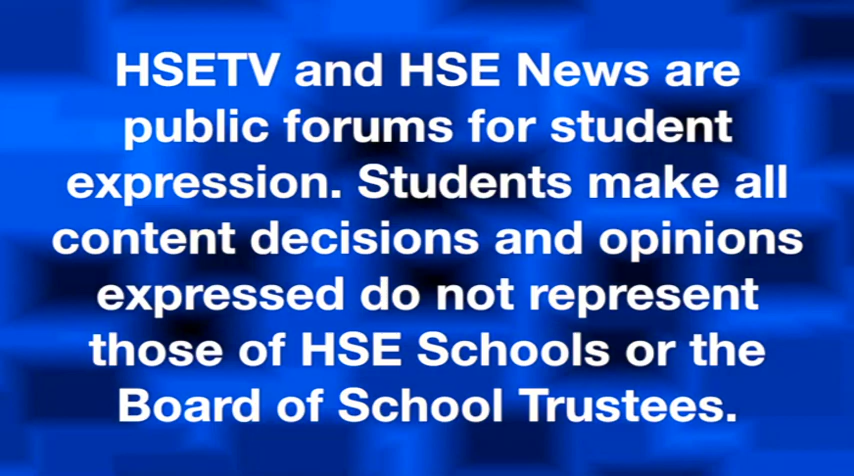 HSETV and HSE News are
public forums for student
expression. Students make all
content decisions and opinions
expressed do not represent
those of HSE Schools or the
Board of School Trustees.